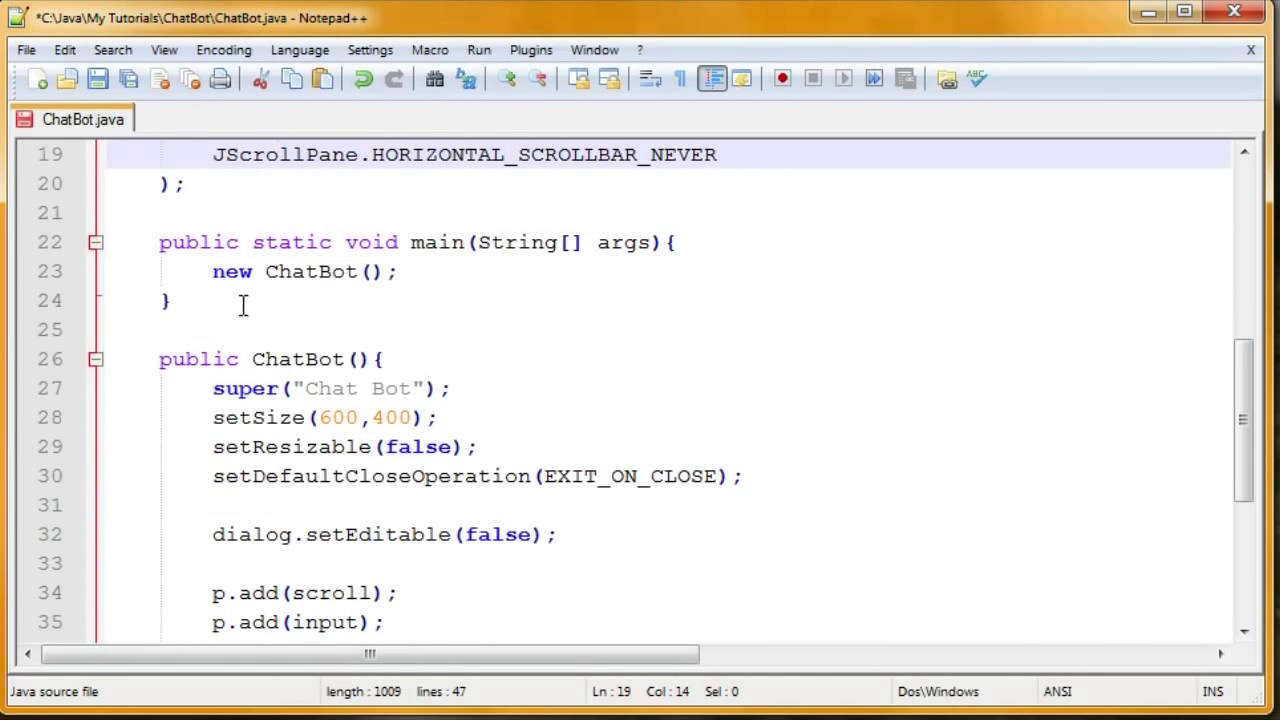 *C:\Java\My Tutorials\ChatBot\ChatBot.java - Notepad++
File Edit Search View Encoding Language Settings Macro Run Plugins Window ? X
ABC
ChatBot.java
19 JScrollPane.HORIZONTAL_SCROLLBAR_NEVER
20 );
21
22 public static void main(String[] args){
23 new ChatBot();
24 }
25
26 public ChatBot(){
27 super("Chat Bot");
28 setSize(600,400);
29 setResizable(false);
30 setDefaultCloseOperation(EXIT_ON_CLOSE);
31
32 dialog.setEditable(false);
33
34 p.add(scroll);
35 p.add(input);
Java source file length : 1009 lines : 47 Ln : 19 Col : 14 Sel : 0 Dos\Windows ANSI INS